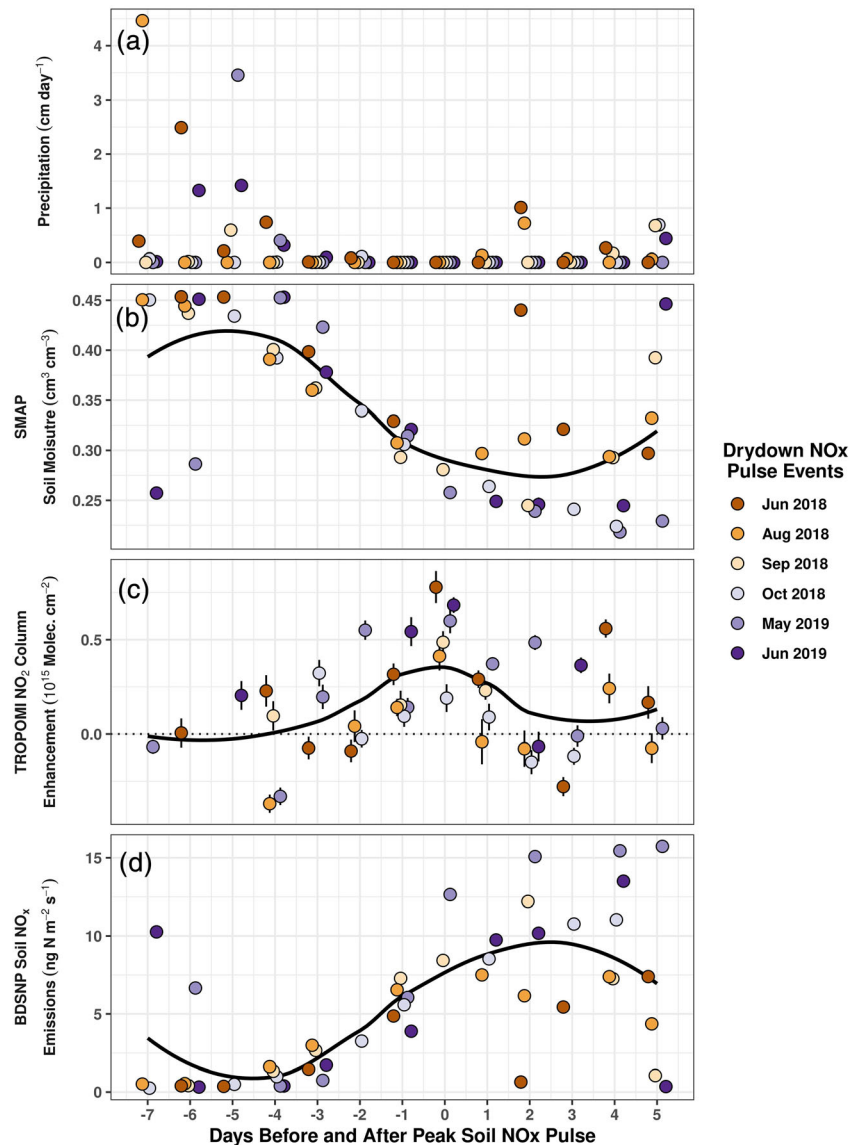 (a)
Precipitation (cm day⁻¹)
4
3
2
1
0
(b)
SMAP
Soil Moisutre (cm³ cm⁻³)
0.45
0.40
0.35
0.30
0.25
(c)
TROPOMI NO₂ Column
Enhancement (10¹⁵ Molec. cm⁻²)
0.5
0.0
(d)
BDSNP Soil NOₓ
Emissions (ng N m⁻² s⁻¹)
15
10
5
0
-7 -6 -5 -4 -3 -2 -1 0 1 2 3 4 5
Days Before and After Peak Soil NOx Pulse
Drydown NOx
Pulse Events
Jun 2018
Aug 2018
Sep 2018
Oct 2018
May 2019
Jun 2019